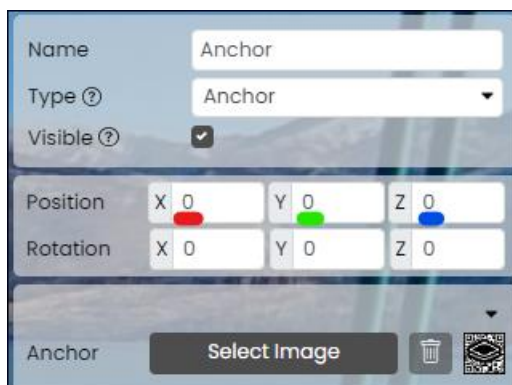 Name Anchor
Type ? Anchor
Visible ?
Position X 0 Y 0 Z 0
Rotation X 0 Y 0 Z 0
Anchor Select Image